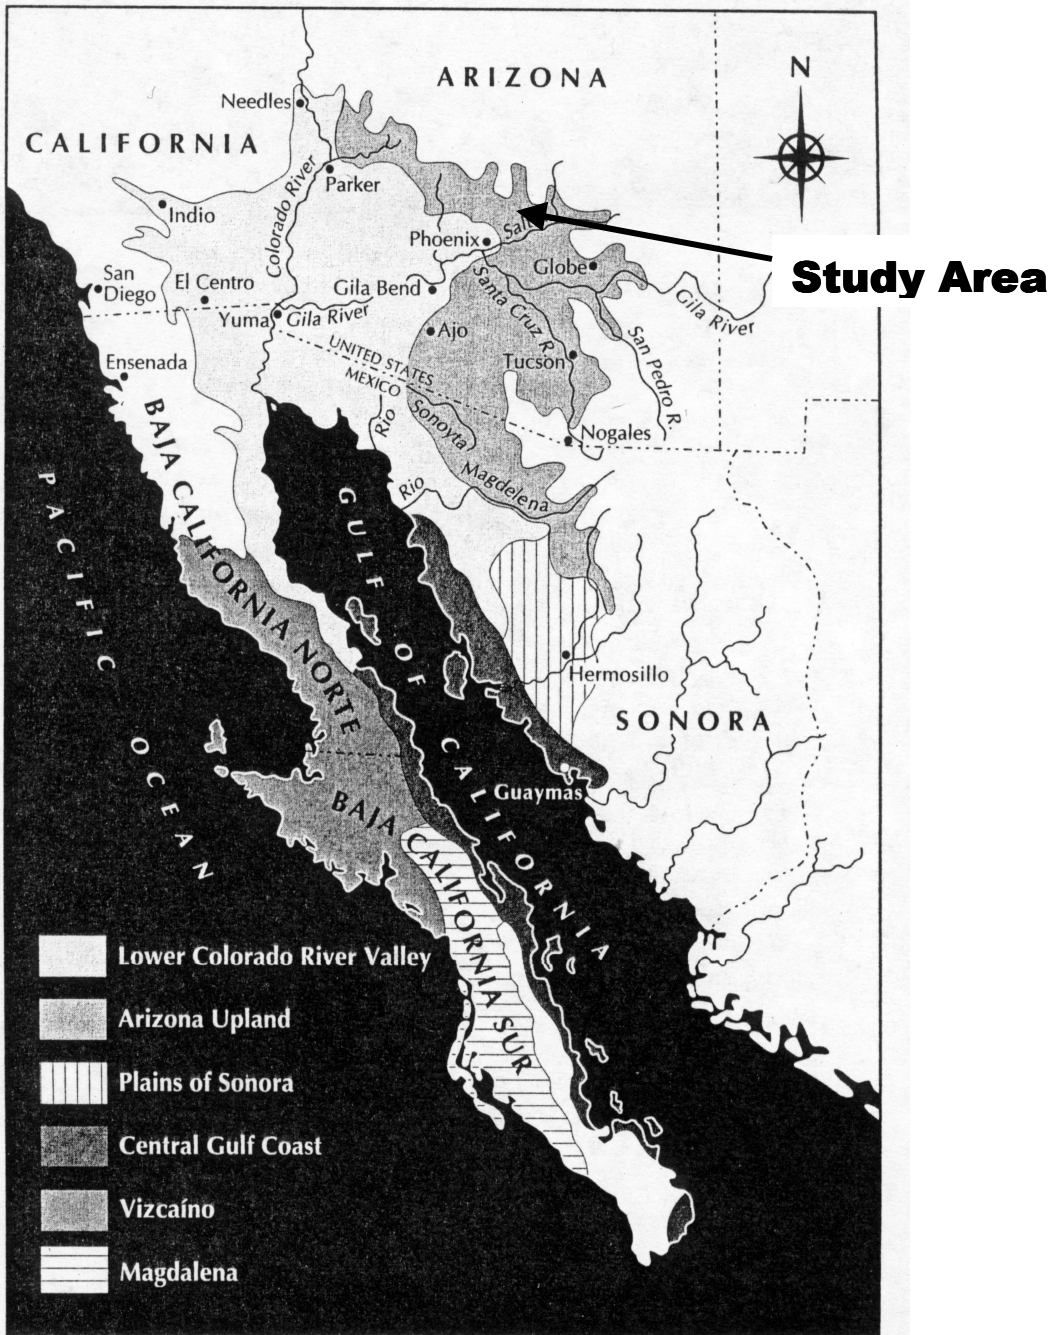 ARIZONA
N
Needles
CALIFORNIA
Parker
Colorado River
Indio
Phoenix
Salt
Study Area
San
Diego
El Centro
Gila Bend
Globe
Gila River
Santa Cruz R
Yuma
Gila River
Ajo
San Pedro R
UNITED STATES
MEXICO
Tucson
Ensenada
Rio
Sonoyta
Nogales
BAJA CALIFORNIA NORTE
Rio
Magdelena
PACIFIC
OCEAN
GULF OF CALIFORNIA
Hermosillo
SONORA
Guaymas
BAJA CALIFORNIA SUR
Lower Colorado River Valley
Arizona Upland
Plains of Sonora
Central Gulf Coast
Vizcaíno
Magdalena